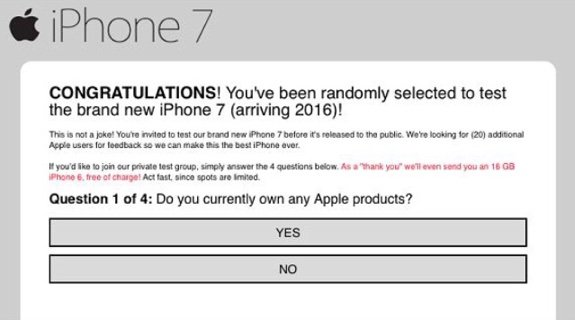 iPhone 7
CONGRATULATIONS! You've been randomly selected to test
the brand new iPhone 7 (arriving 2016)!
This is not a joke! You're invited to test our brand new iPhone 7 before it's released to the public. We're looking for (20) additional
Apple users for feedback so we can make this the best iPhone ever.
If you'd like to join our private test group, simply answer the 4 questions below. As a "thank you" we'll even send you an 16 GB
iPhone 6, free of charge! Act fast, since spots are limited.
Question 1 of 4: Do you currently own any Apple products?
YES
NO